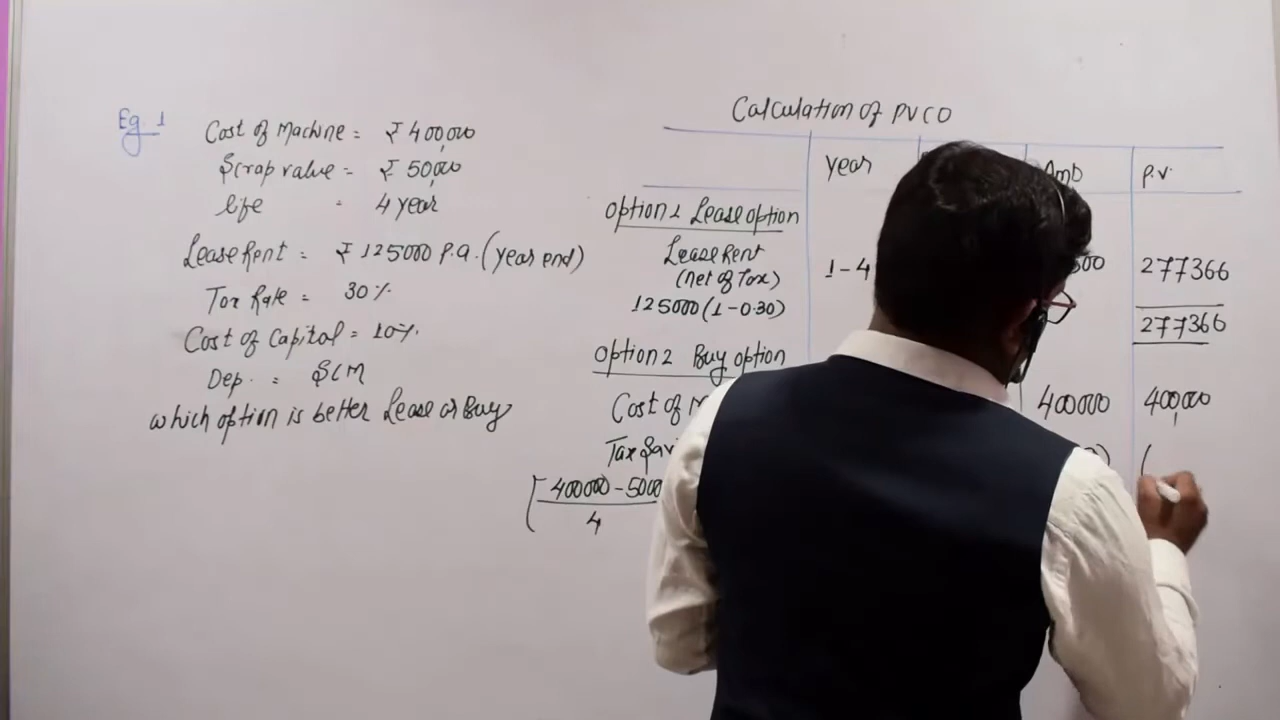 Eg. 1
Cost of Machine = ₹ 400,000
Scrap value = ₹ 50,000
life = 4 year
Lease Rent = ₹ 125000 P.a. (year end)
Tax Rate = 30%
Cost of Capital = 10%
Dep. = SLM
which option is better Lease or Buy
Calculation of PVCO
year P.V.
Option 1 Lease option
Lease Rent
(Net of Tax) 1-4 277366
125000 (1-0.30)
277366
Option 2 Buy option
Cost of 400000 400,000
(
400000 - 5000
4